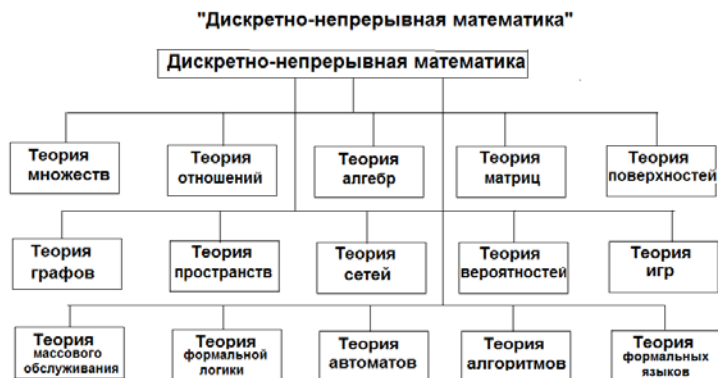 "Дискретно-непрерывная математика"
Дискретно-непрерывная математика
Теория
множеств
Теория
отношений
Теория
алгебр
Теория
матриц
Теория
поверхностей
Теория
графов
Теория
пространств
Теория
сетей
Теория
вероятностей
Теория
игр
Теория
массового
обслуживания
Теория
формальной
логики
Теория
автоматов
Теория
алгоритмов
Теория
формальных
языков